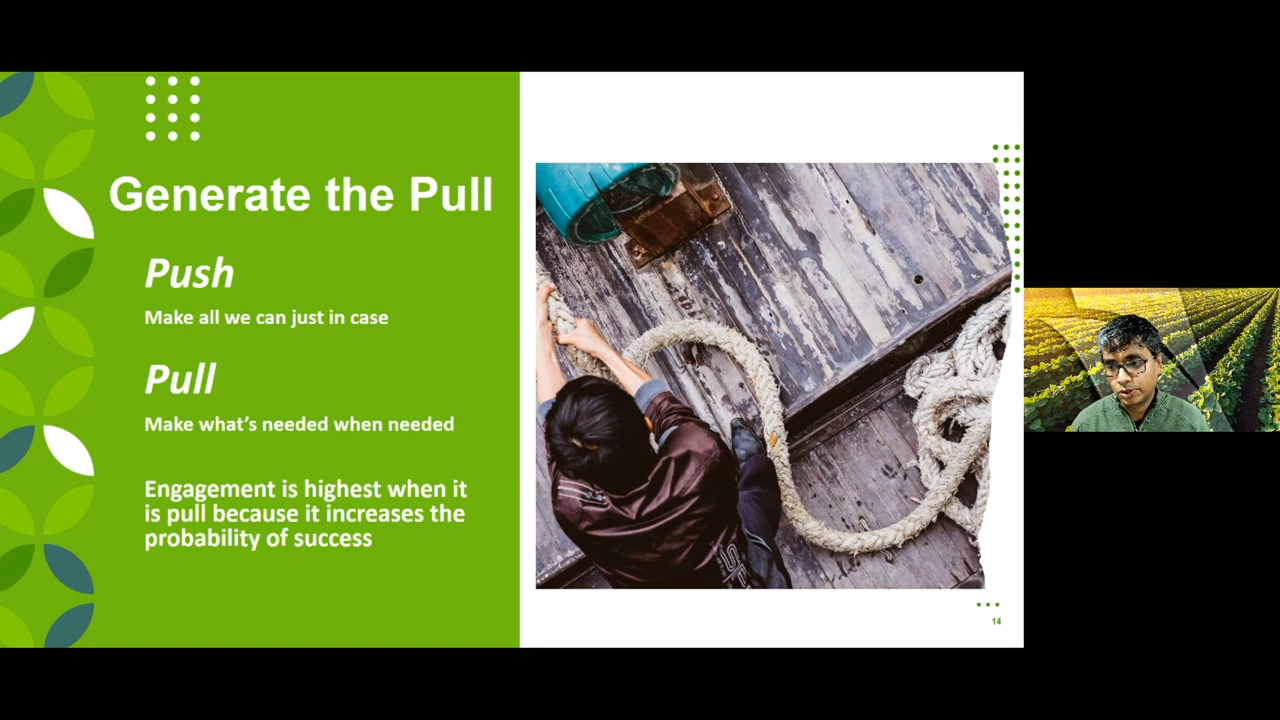 Generate the Pull
Push
Make all we can just in case
Pull
Make what's needed when needed
Engagement is highest when it
is pull because it increases the
probability of success
14